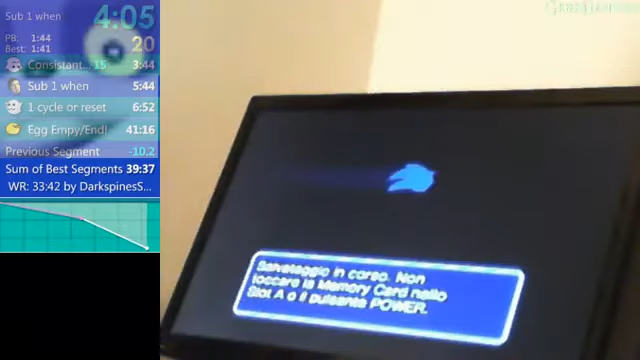 Sub 1 when
4:05
PB: 1:44
Best: 1:41
20
Consistant... 15 3:44
Sub 1 when 5:44
1 cycle or reset 6:52
Egg Empy/Endl 41:16
Previous Segment -10.2
Sum of Best Segments 39:37
WR: 33:42 by DarkspinesS...
Salvataggio in corso. Non
toccare la Memory Card nello
Slot A o il pulsante POWER.